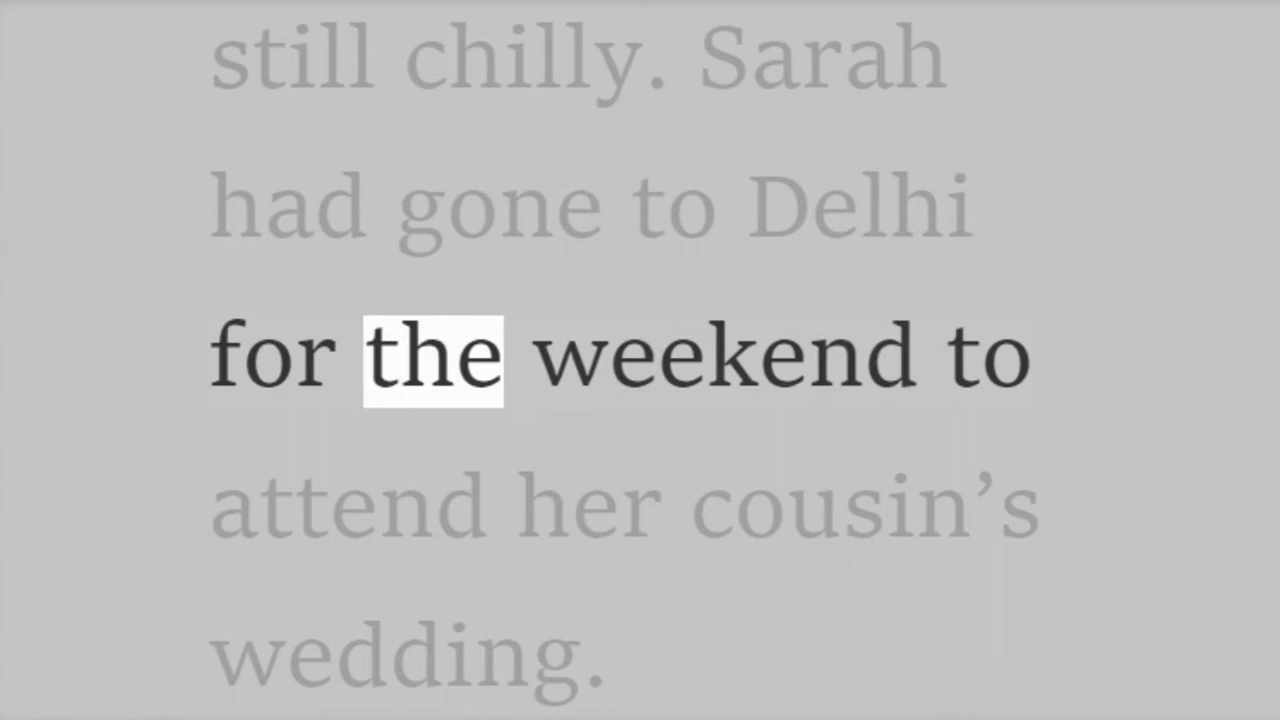 still chilly. Sarah
had gone to Delhi
for the weekend to
attend her cousin’s
wedding.